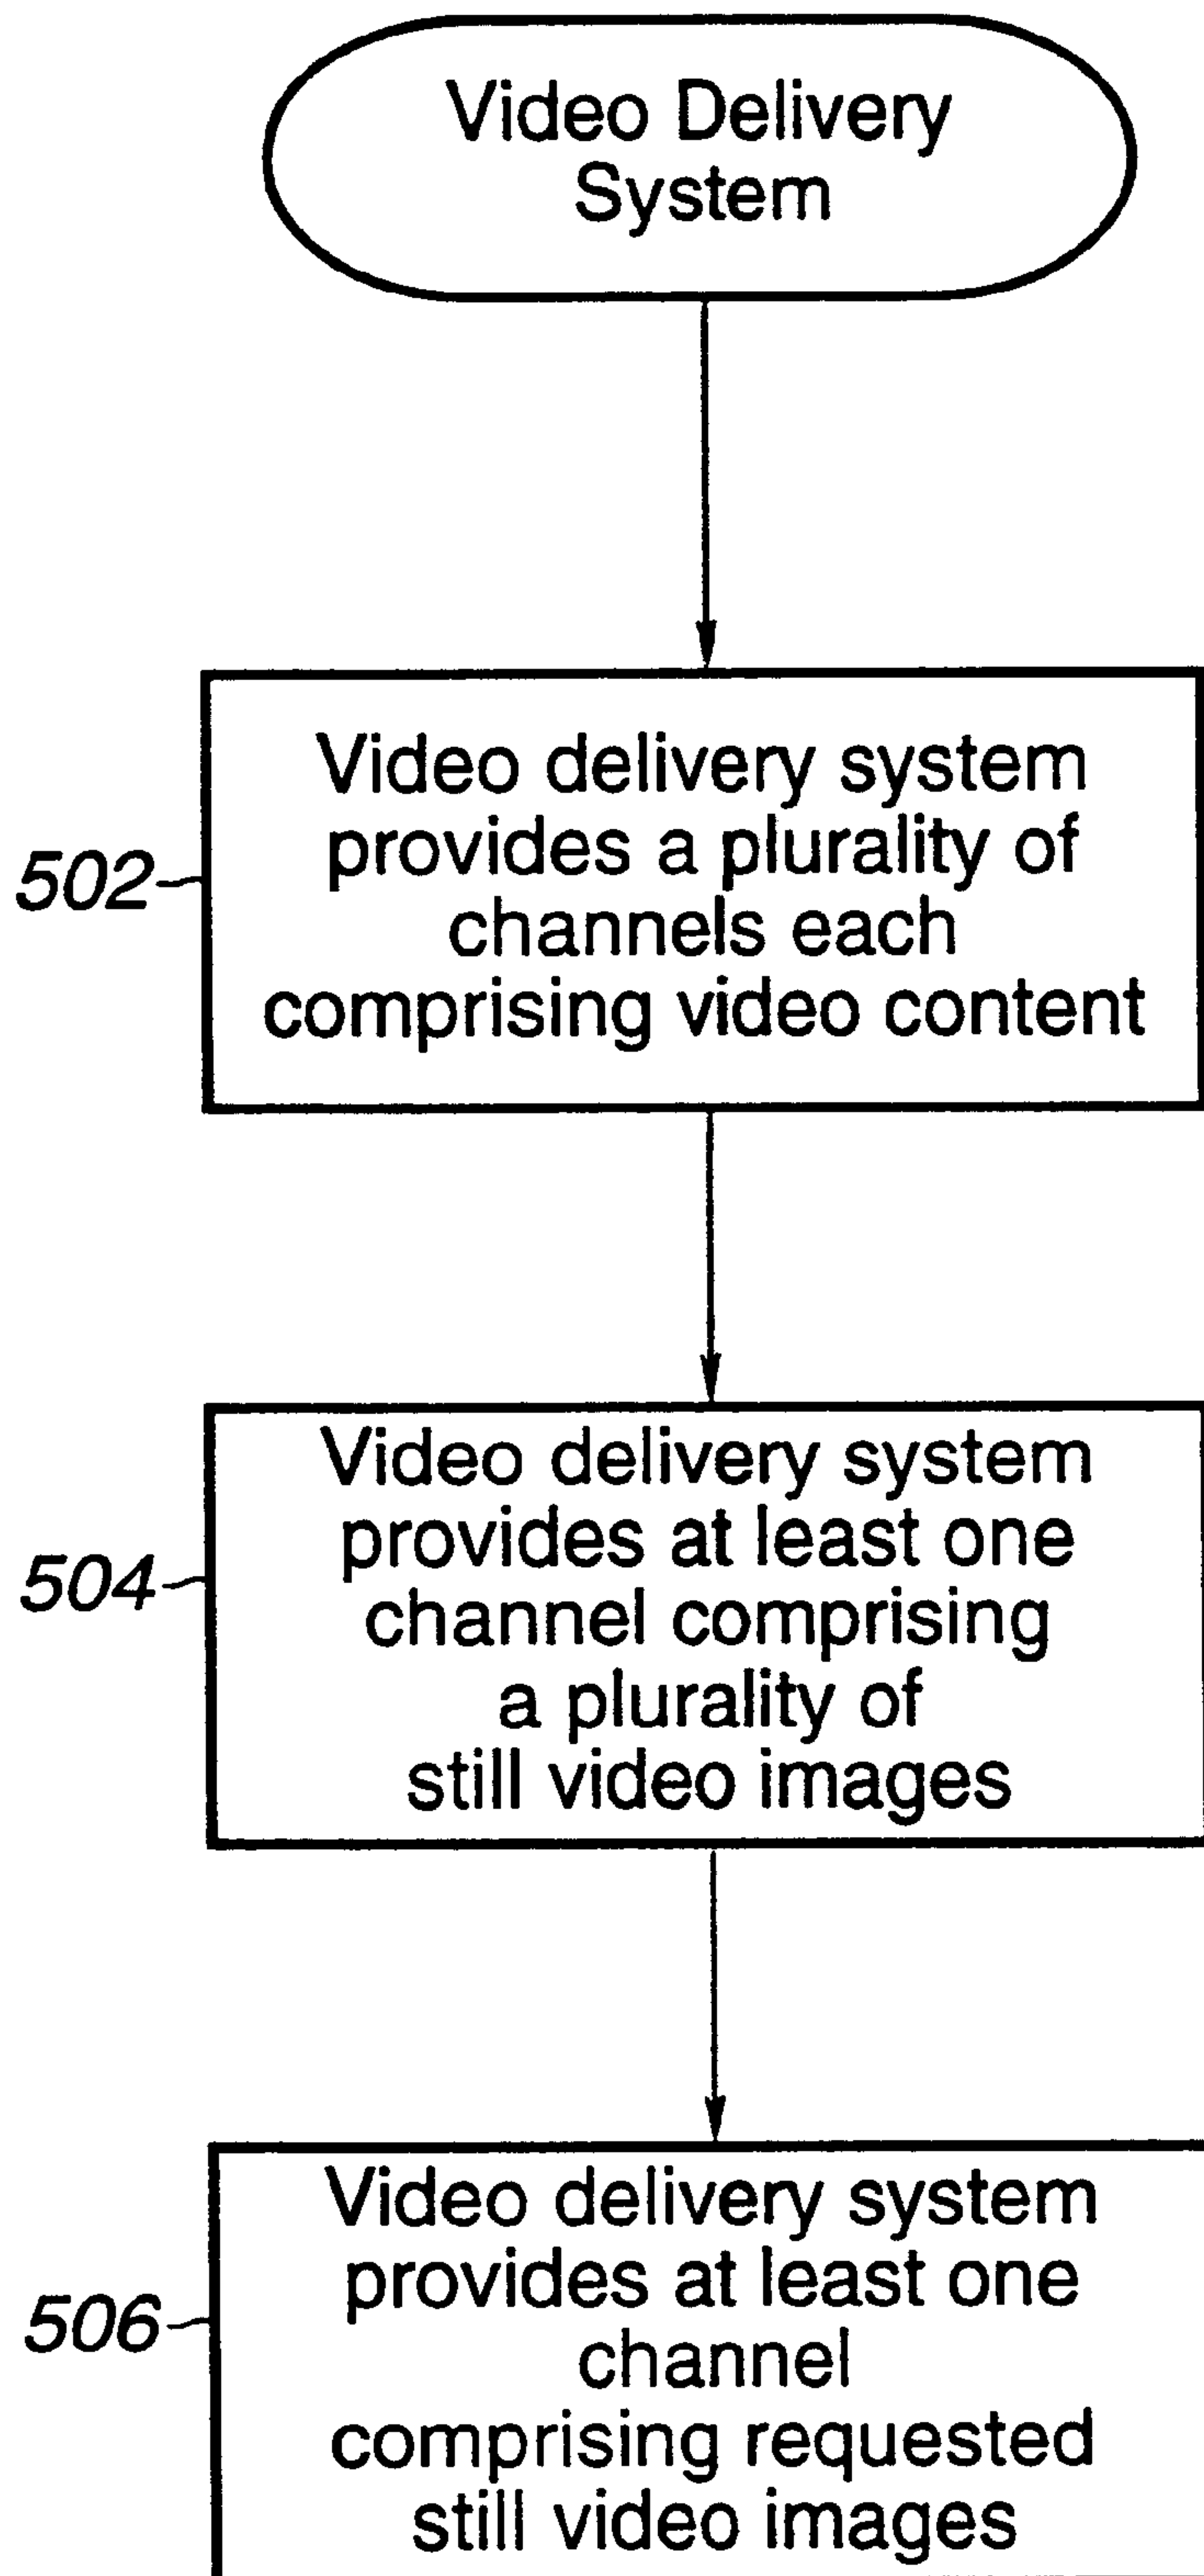 Video Delivery
System
Video delivery system
provides a plurality of
channels each
comprising video content
502
Video delivery system
provides at least one
channel comprising
a plurality of
still video images
504
Video delivery system
provides at least one
channel
comprising requested
still video images
506